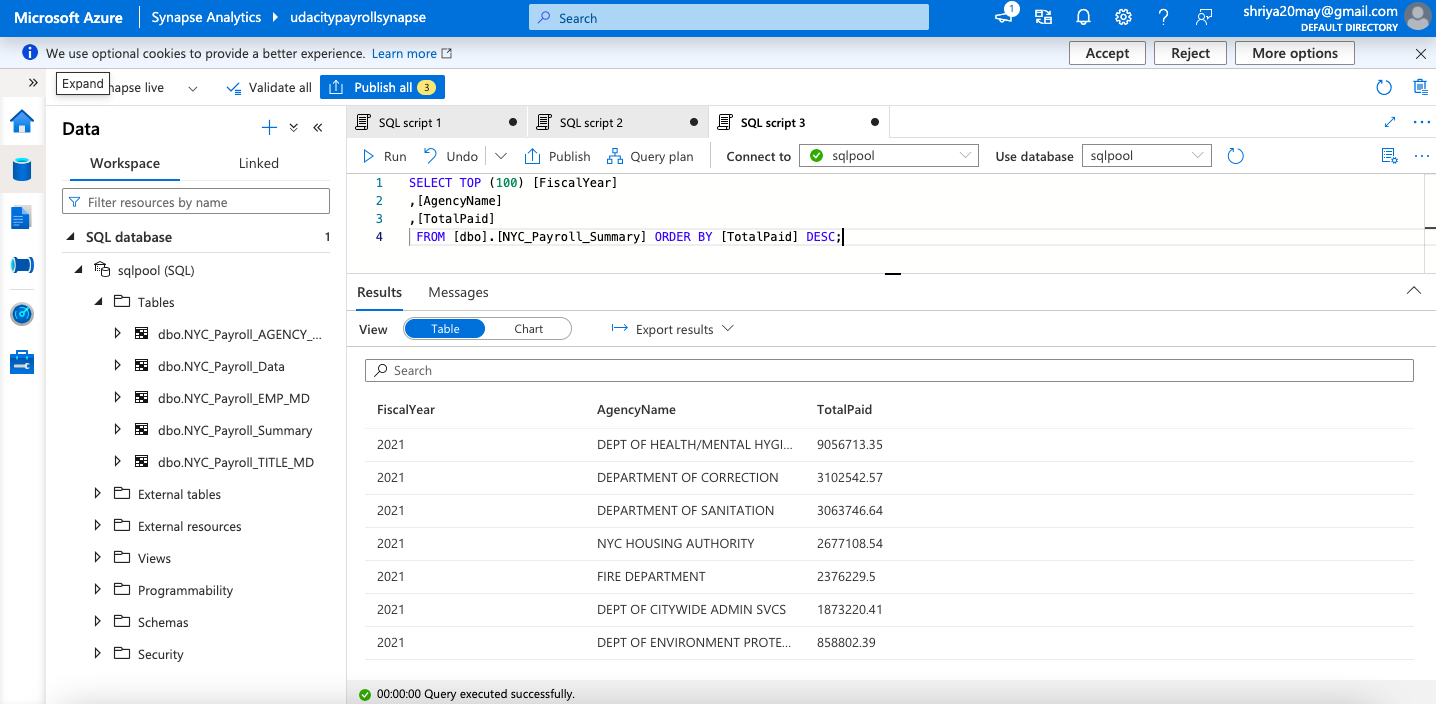 Microsoft Azure Synapse Analytics udacitypayrollsynapse Search 1 shriya20may@gmail.com
DEFAULT DIRECTORY
We use optional cookies to provide a better experience. Learn more Accept Reject More options
Expand napse live Validate all Publish all 3
Data
Workspace Linked
Filter resources by name
SQL database 1
sqlpool (SQL)
Tables
dbo.NYC_Payroll_AGENCY_...
dbo.NYC_Payroll_Data
dbo.NYC_Payroll_EMP_MD
dbo.NYC_Payroll_Summary
dbo.NYC_Payroll_TITLE_MD
External tables
External resources
Views
Programmability
Schemas
Security
SQL script 1 SQL script 2 SQL script 3
Run Undo Publish Query plan Connect to sqlpool Use database sqlpool
1 SELECT TOP (100) [FiscalYear]
2 ,[AgencyName]
3 ,[TotalPaid]
4 FROM [dbo].[NYC_Payroll_Summary] ORDER BY [TotalPaid] DESC;
Results Messages
View Table Chart Export results
Search
FiscalYear AgencyName TotalPaid
2021 DEPT OF HEALTH/MENTAL HYGI... 9056713.35
2021 DEPARTMENT OF CORRECTION 3102542.57
2021 DEPARTMENT OF SANITATION 3063746.64
2021 NYC HOUSING AUTHORITY 2677108.54
2021 FIRE DEPARTMENT 2376229.5
2021 DEPT OF CITYWIDE ADMIN SVCS 1873220.41
2021 DEPT OF ENVIRONMENT PROTE... 858802.39
00:00:00 Query executed successfully.